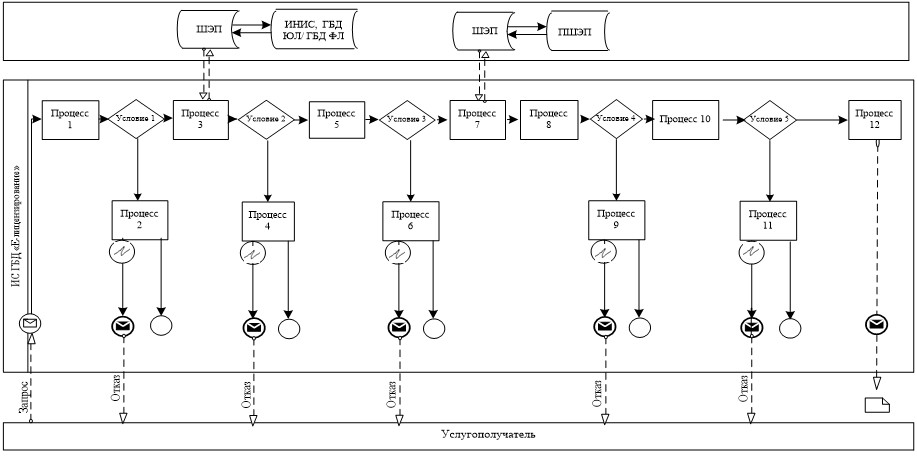 ШЭП
ИНИС, ГБД
ЮЛ/ ГБД ФЛ
ШЭП
ПШЭП
ИС ГБД «Е-лицензирование»
Процесс
1
Условие 1
Процесс
3
Условие 2
Процесс
5
Условие 3
Процесс
7
Процесс
8
Условие 4
Процесс 10
Условие 5
Процесс
12
Процесс
2
Процесс
4
Процесс
6
Процесс
9
Процесс
11
Запрос
Отказ
Отказ
Отказ
Отказ
Отказ
Услугополучатель